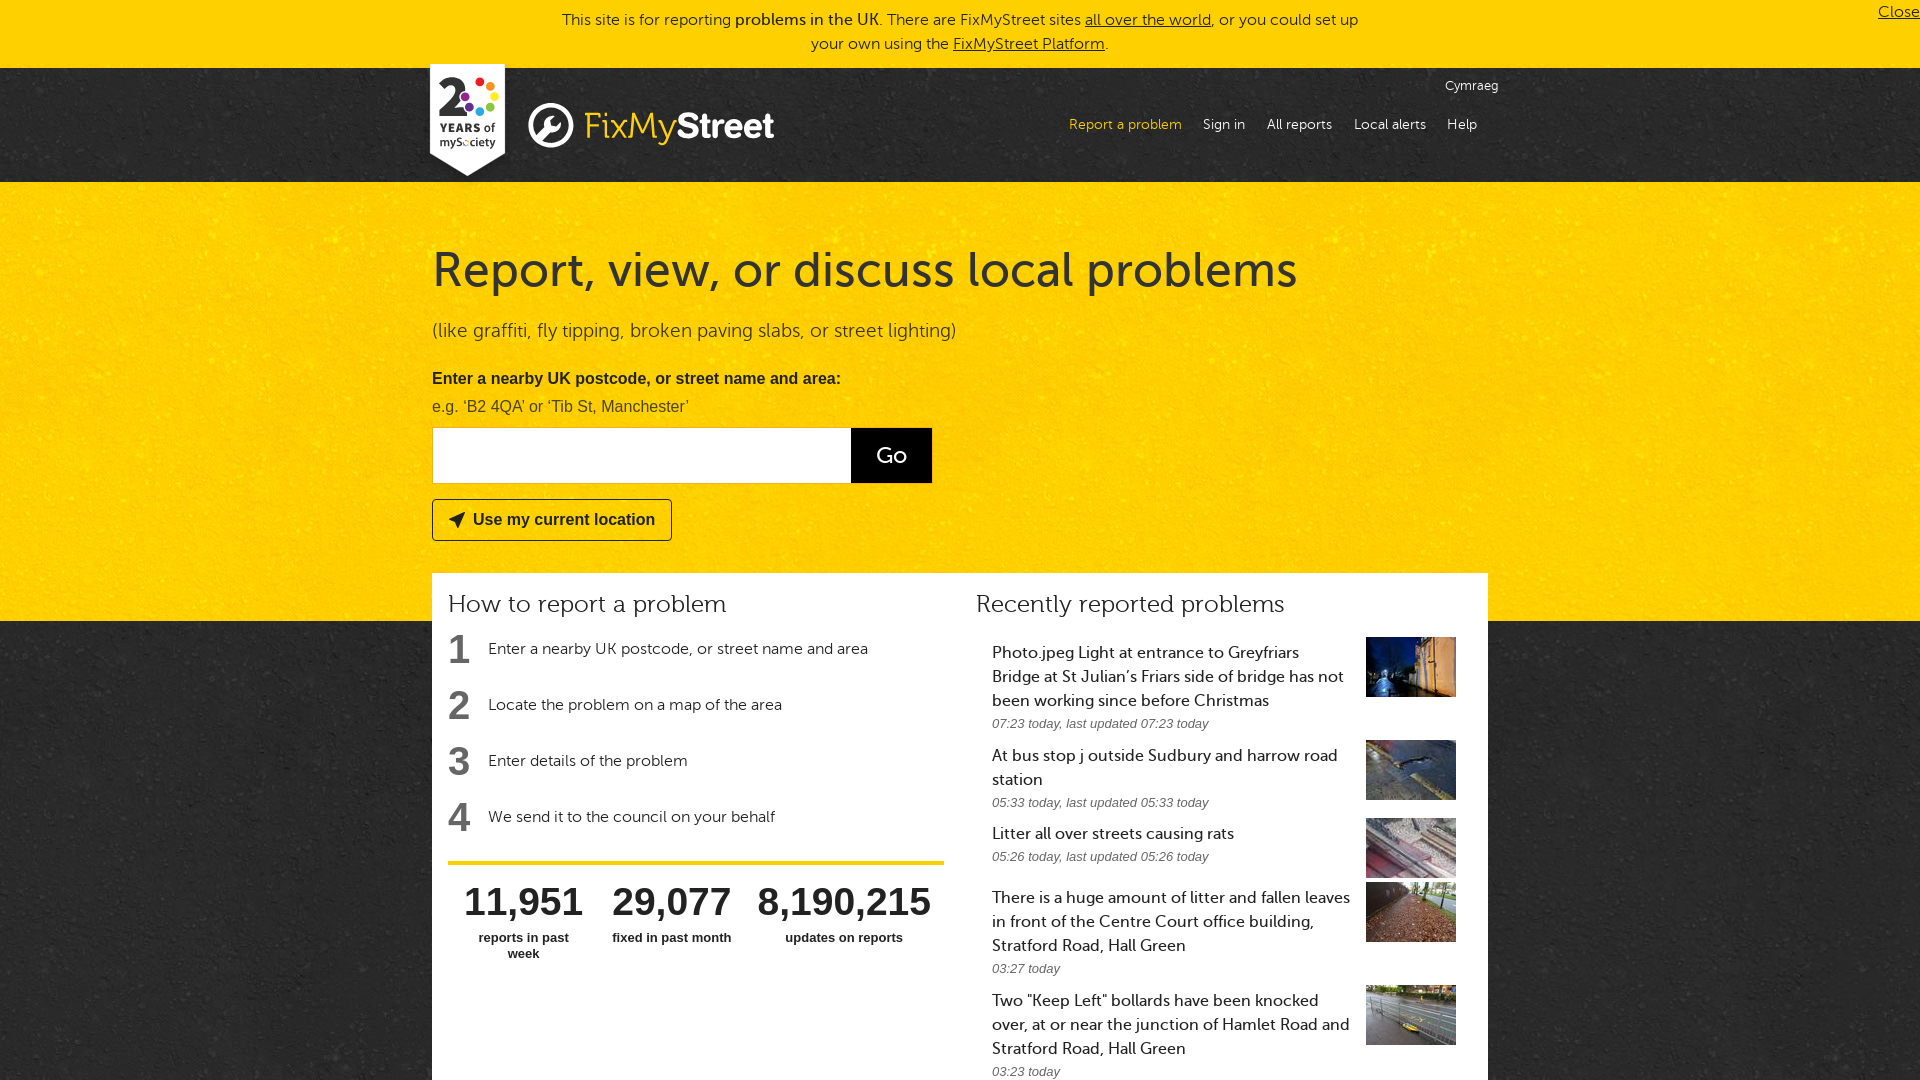 This site is for reporting problems in the UK. There are FixMyStreet sites all over the world, or you could set up
your own using the FixMyStreet Platform.
Close
20
YEARS of
mySociety
FixMyStreet
Cymraeg
Report a problem
Sign in
All reports
Local alerts
Help
Report, view, or discuss local problems
(like graffiti, fly tipping, broken paving slabs, or street lighting)
Enter a nearby UK postcode, or street name and area:
e.g. ‘B2 4QA’ or ‘Tib St, Manchester’
Go
Use my current location
How to report a problem
1 Enter a nearby UK postcode, or street name and area
2 Locate the problem on a map of the area
3 Enter details of the problem
4 We send it to the council on your behalf
11,951
reports in past
week
29,077
fixed in past month
8,190,215
updates on reports
Recently reported problems
Photo.jpeg Light at entrance to Greyfriars
Bridge at St Julian’s Friars side of bridge has not
been working since before Christmas
07:23 today, last updated 07:23 today
At bus stop j outside Sudbury and harrow road
station
05:33 today, last updated 05:33 today
Litter all over streets causing rats
05:26 today, last updated 05:26 today
There is a huge amount of litter and fallen leaves
in front of the Centre Court office building,
Stratford Road, Hall Green
03:27 today
Two "Keep Left" bollards have been knocked
over, at or near the junction of Hamlet Road and
Stratford Road, Hall Green
03:23 today